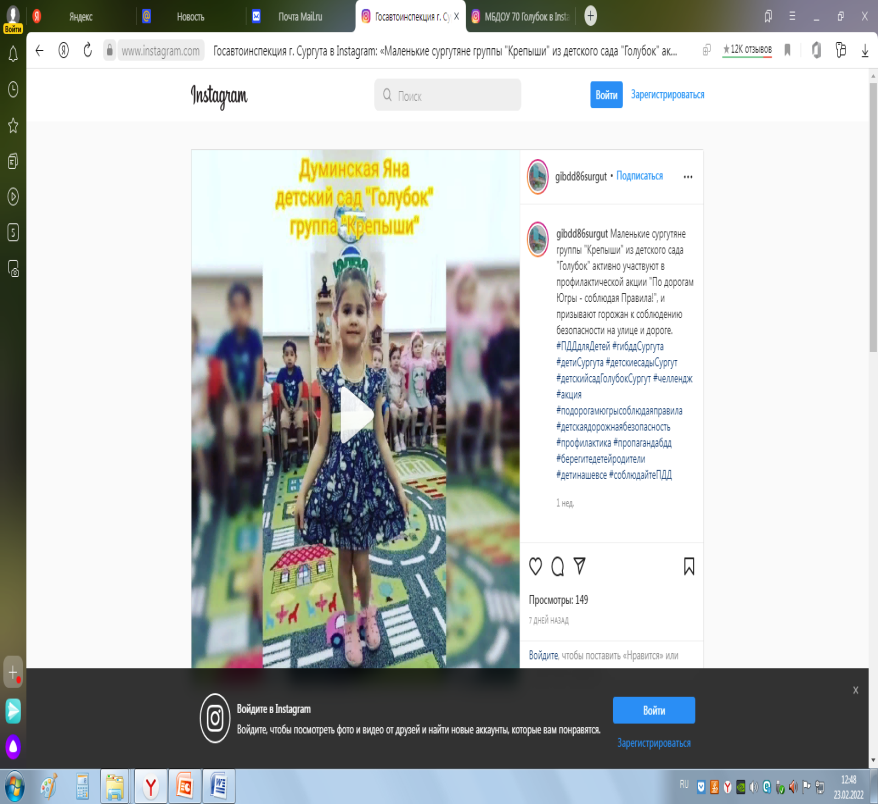 Яндекс
Новость
Почта Mail.ru
Госавтоинспекция г. Су
МБДОУ 70 Голубок в Insta
Войти
www.instagram.com
Госавтоинспекция г. Сургута в Instagram: «Маленькие сургутяне группы "Крепыши" из детского сада "Голубок" ак...
12K отзывов
Instagram
Поиск
Войти
Зарегистрироваться
Думинская Яна
детский сад "Голубок"
группа "Крепыши"
gibdd86surgut • Подписаться
gibdd86surgut Маленькие сургутяне
группы "Крепыши" из детского сада
"Голубок" активно участвуют в
профилактической акции "По дорогам
Югры - соблюдая Правила!", и
призывают горожан к соблюдению
безопасности на улице и дороге.
#ПДДдляДетей #гибддСургута
#детиСургута #детскиесадыСургут
#детскийсадГолубокСургут #челлендж
#акция
#подорогамюгрысоблюдаяправила
#детскаядорожнаябезопасность
#профилактика #пропагандабдд
#берегитедетейродители
#детинашевсе #соблюдайтеПДД
1 нед.
Просмотры: 149
7 ДНЕЙ НАЗАД
Войдите, чтобы поставить «Нравится» или
Войдите в Instagram
Войдите, чтобы посмотреть фото и видео от друзей и найти новые аккаунты, которые вам понравятся.
Войти
Зарегистрироваться
RU
12:48
23.02.2022